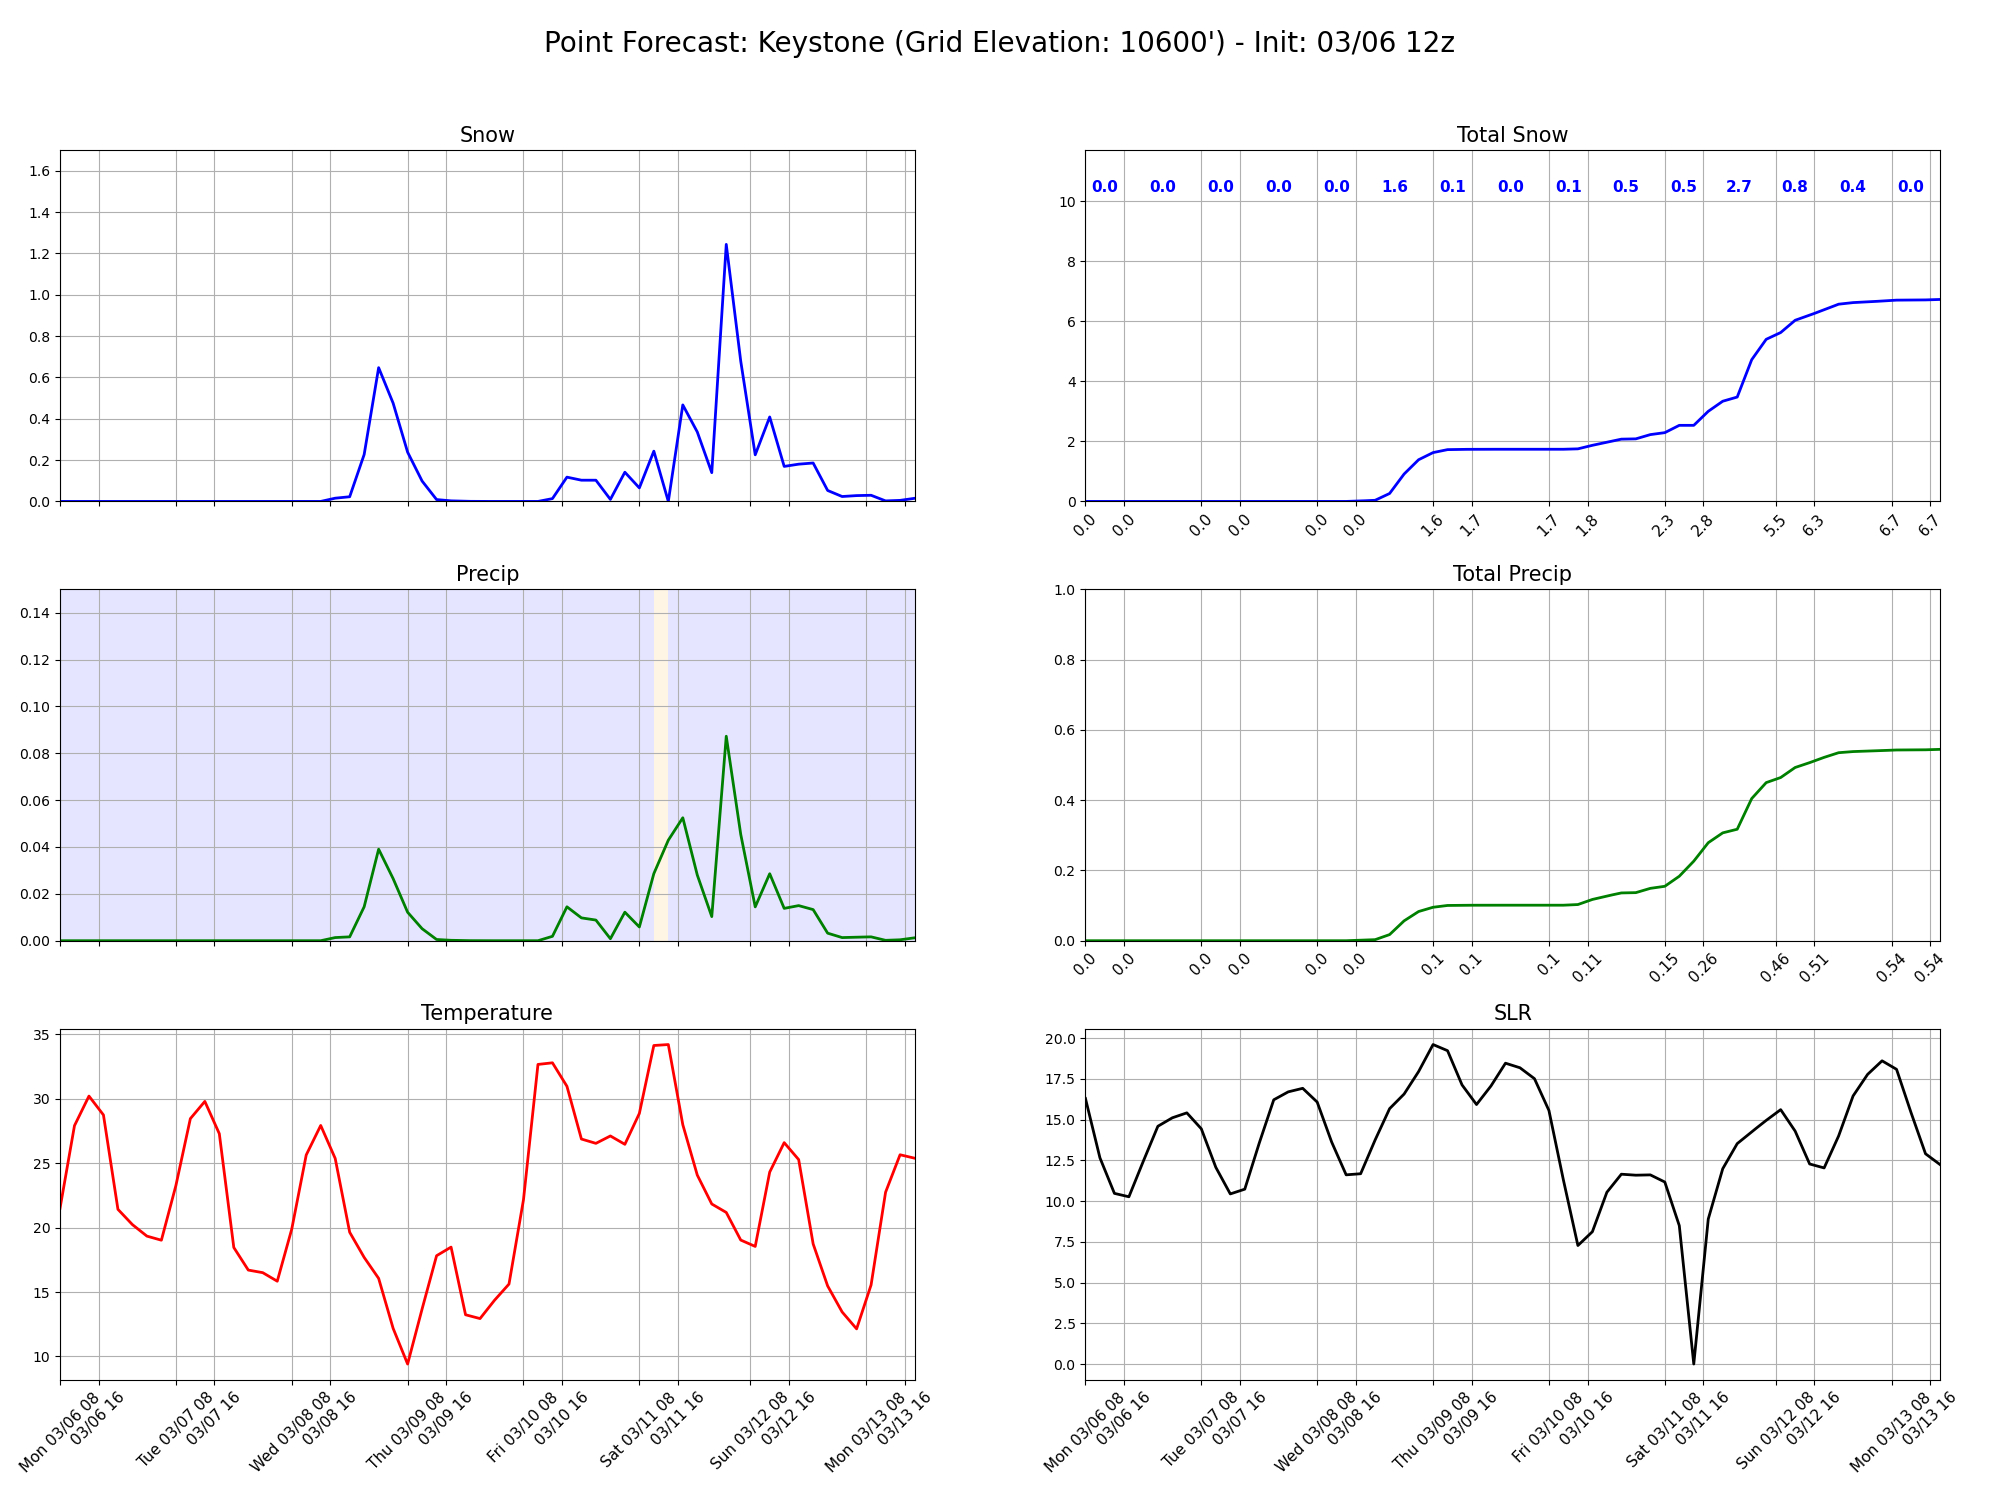 Point Forecast: Keystone (Grid Elevation: 10600') - Init: 03/06 12z
Snow
1.6
1.4
1.2
1.0
0.8
0.6
0.4
0.2
0.0
Total Snow
0.0 0.0 0.0 0.0 0.0 1.6 0.1 0.0 0.1 0.5 0.5 2.7 0.8 0.4 0.0
10
8
6
4
2
0
0.0 0.0 0.0 0.0 0.0 0.0 1.6 1.7 1.7 1.8 2.3 2.8 5.5 6.3 6.7 6.7
Precip
0.14
0.12
0.10
0.08
0.06
0.04
0.02
0.00
Total Precip
1.0
0.8
0.6
0.4
0.2
0.0
0.0 0.0 0.0 0.0 0.0 0.0 0.1 0.1 0.1 0.11 0.15 0.26 0.46 0.51 0.54 0.54
Temperature
35
30
25
20
15
10
Mon 03/06 08
03/06 16
Tue 03/07 08
03/07 16
Wed 03/08 08
03/08 16
Thu 03/09 08
03/09 16
Fri 03/10 08
03/10 16
Sat 03/11 08
03/11 16
Sun 03/12 08
03/12 16
Mon 03/13 08
03/13 16
SLR
20.0
17.5
15.0
12.5
10.0
7.5
5.0
2.5
0.0
Mon 03/06 08
03/06 16
Tue 03/07 08
03/07 16
Wed 03/08 08
03/08 16
Thu 03/09 08
03/09 16
Fri 03/10 08
03/10 16
Sat 03/11 08
03/11 16
Sun 03/12 08
03/12 16
Mon 03/13 08
03/13 16